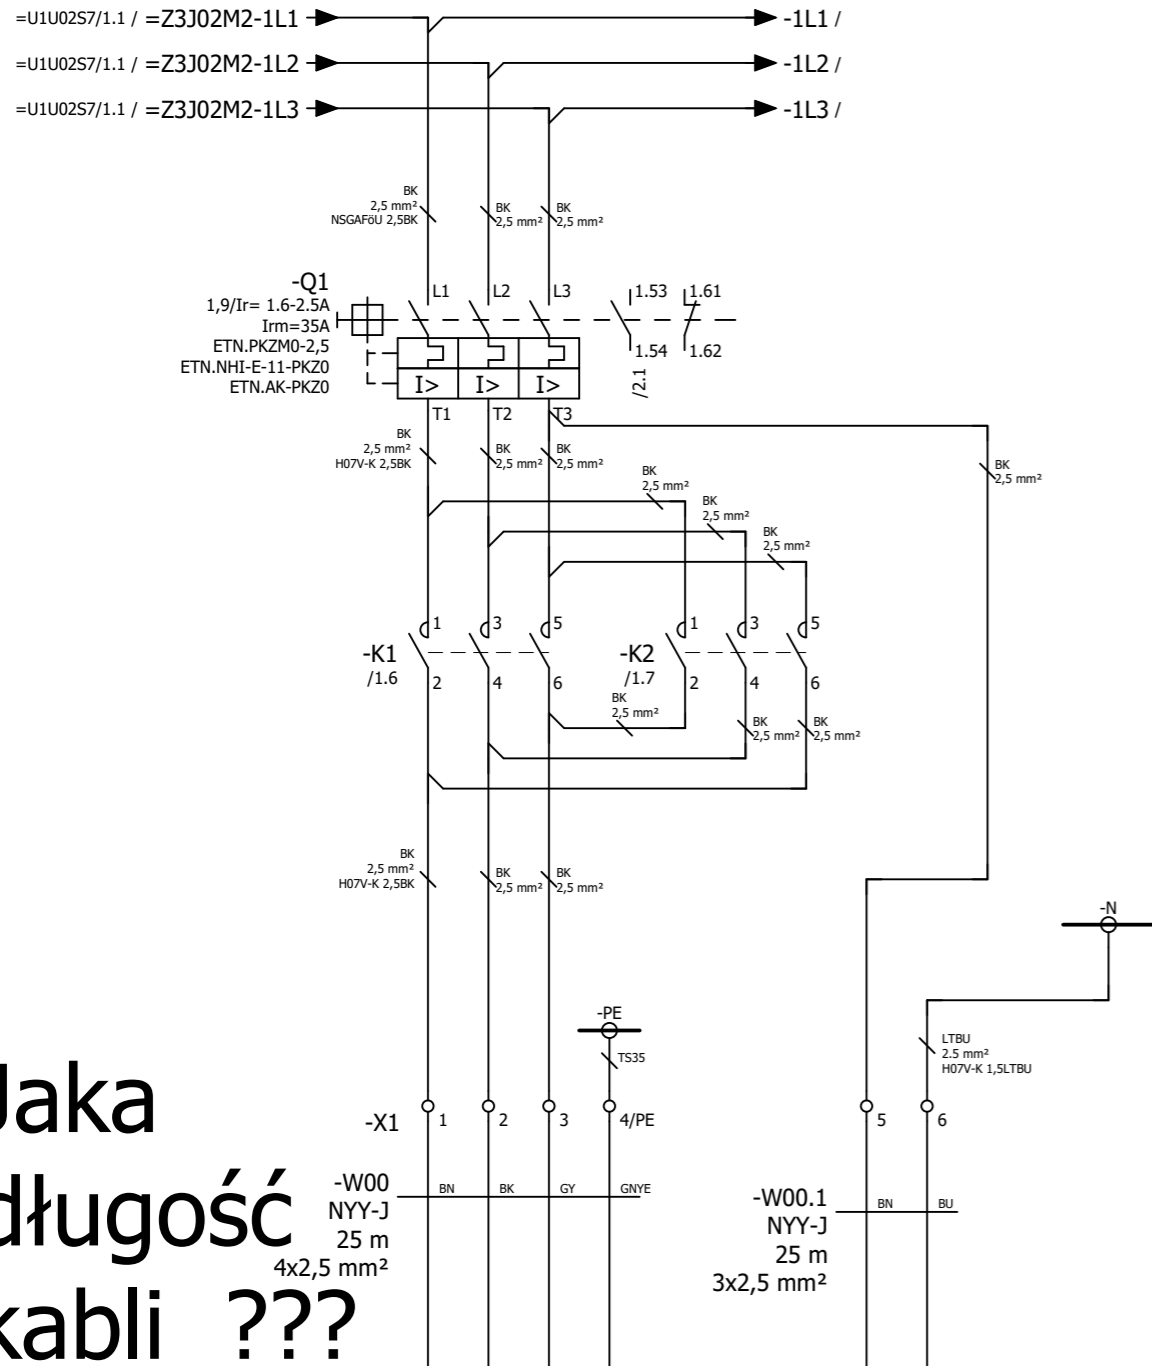 =U1U02S7/1.1 / =Z3J02M2-1L1
-1L1 /
=U1U02S7/1.1 / =Z3J02M2-1L2
-1L2 /
=U1U02S7/1.1 / =Z3J02M2-1L3
-1L3 /
BK
2,5 mm²
NSGAFöU 2,5BK
BK
2,5 mm²
BK
2,5 mm²
-Q1
1,9/Ir= 1.6-2.5A
Irm=35A
ETN.PKZM0-2,5
ETN.NHI-E-11-PKZ0
ETN.AK-PKZ0
L1 L2 L3
1.53 1.61
1.54 1.62
/2.1
I> I> I>
T1 T2 T3
BK
2,5 mm²
H07V-K 2,5BK
BK
2,5 mm²
BK
2,5 mm²
BK
2,5 mm²
BK
2,5 mm²
BK
2,5 mm²
BK
2,5 mm²
-K1
/1.6
1 3 5
2 4 6
-K2
/1.7
1 3 5
2 4 6
BK
2,5 mm²
BK
2,5 mm²
BK
2,5 mm²
BK
2,5 mm²
H07V-K 2,5BK
BK
2,5 mm²
BK
2,5 mm²
-N
-PE
TS35
LTBU
2.5 mm²
H07V-K 1,5LTBU
-X1
1 2 3 4/PE 5 6
-W00
NYY-J
25 m
4x2,5 mm²
BN BK GY GNYE
-W00.1
NYY-J
25 m
3x2,5 mm²
BN BU
Jaka
długość
kabli ???